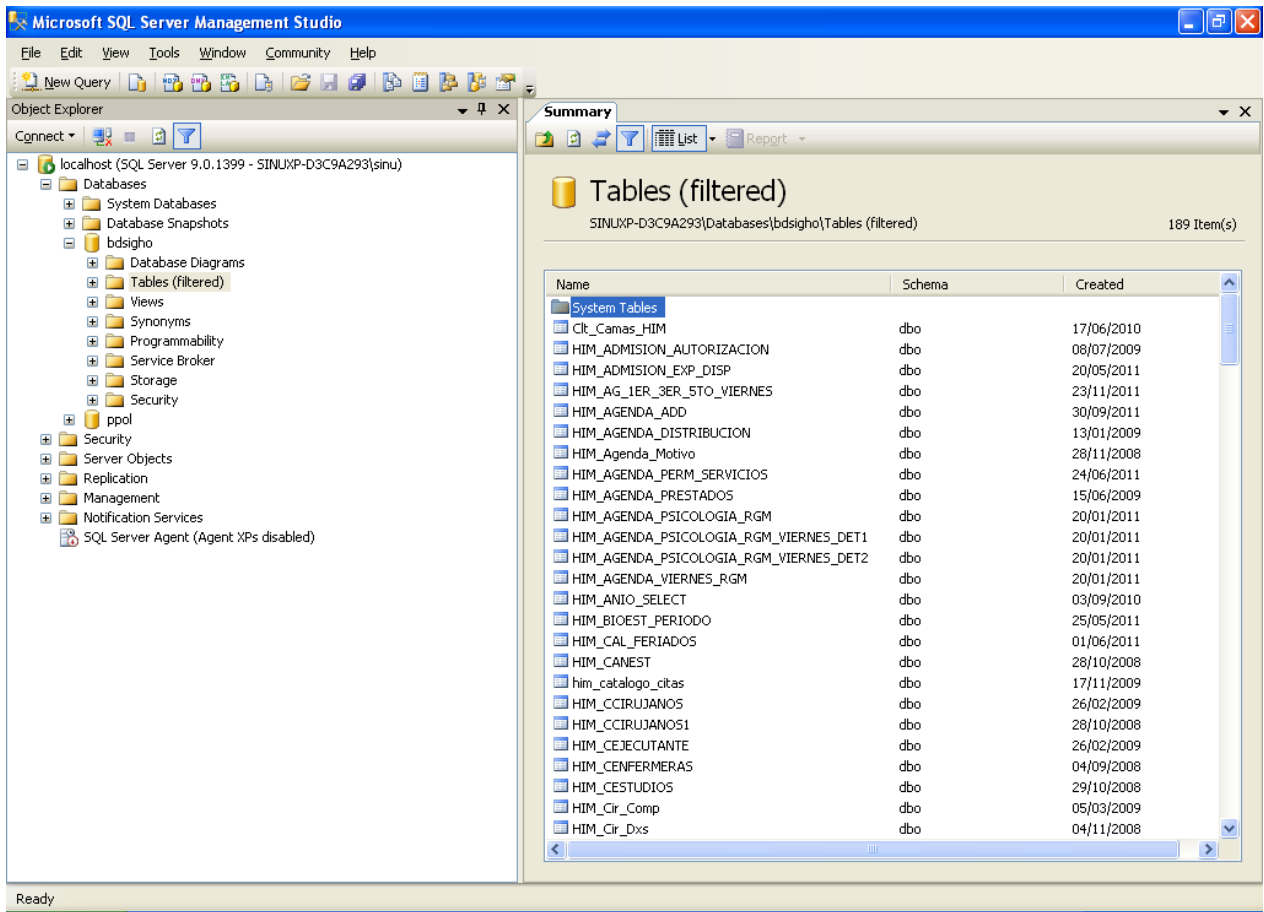 Microsoft SQL Server Management Studio
File Edit View Tools Window Community Help
New Query
Object Explorer
Connect
localhost (SQL Server 9.0.1399 - SINUXP-D3C9A293\sinu)
Databases
System Databases
Database Snapshots
bdsigho
Database Diagrams
Tables (filtered)
Views
Synonyms
Programmability
Service Broker
Storage
Security
ppol
Security
Server Objects
Replication
Management
Notification Services
SQL Server Agent (Agent XPs disabled)
Summary
List Report
Tables (filtered)
SINUXP-D3C9A293\Databases\bdsigho\Tables (filtered) 189 Item(s)
Name Schema Created
System Tables
Clt_Camas_HIM dbo 17/06/2010
HIM_ADMISION_AUTORIZACION dbo 08/07/2009
HIM_ADMISION_EXP_DISP dbo 20/05/2011
HIM_AG_1ER_3ER_5TO_VIERNES dbo 23/11/2011
HIM_AGENDA_ADD dbo 30/09/2011
HIM_AGENDA_DISTRIBUCION dbo 13/01/2009
HIM_Agenda_Motivo dbo 28/11/2008
HIM_AGENDA_PERM_SERVICIOS dbo 24/06/2011
HIM_AGENDA_PRESTADOS dbo 15/06/2009
HIM_AGENDA_PSICOLOGIA_RGM dbo 20/01/2011
HIM_AGENDA_PSICOLOGIA_RGM_VIERNES_DET1 dbo 20/01/2011
HIM_AGENDA_PSICOLOGIA_RGM_VIERNES_DET2 dbo 20/01/2011
HIM_AGENDA_VIERNES_RGM dbo 20/01/2011
HIM_ANIO_SELECT dbo 03/09/2010
HIM_BIOEST_PERIODO dbo 25/05/2011
HIM_CAL_FERIADOS dbo 01/06/2011
HIM_CANEST dbo 28/10/2008
him_catalogo_citas dbo 17/11/2009
HIM_CCIRUJANOS dbo 26/02/2009
HIM_CCIRUJANOS1 dbo 28/10/2008
HIM_CEJECUTANTE dbo 26/02/2009
HIM_CENFERMERAS dbo 04/09/2008
HIM_CESTUDIOS dbo 29/10/2008
HIM_Cir_Comp dbo 05/03/2009
HIM_Cir_Dxs dbo 04/11/2008
Ready